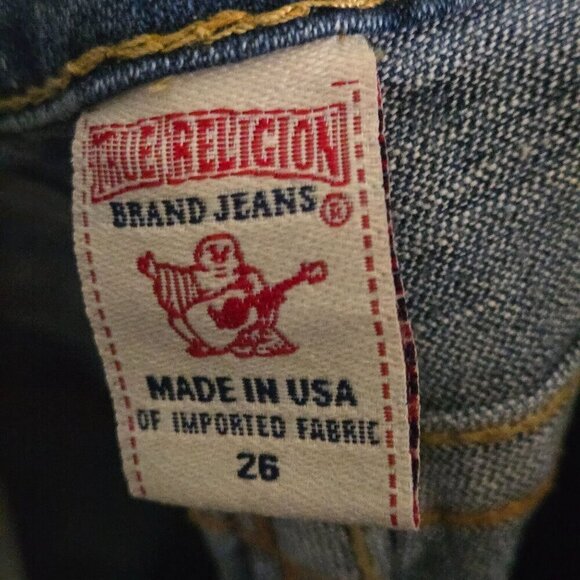 TRUE RELIGION
BRAND JEANS ®
MADE IN USA
OF IMPORTED FABRIC
26